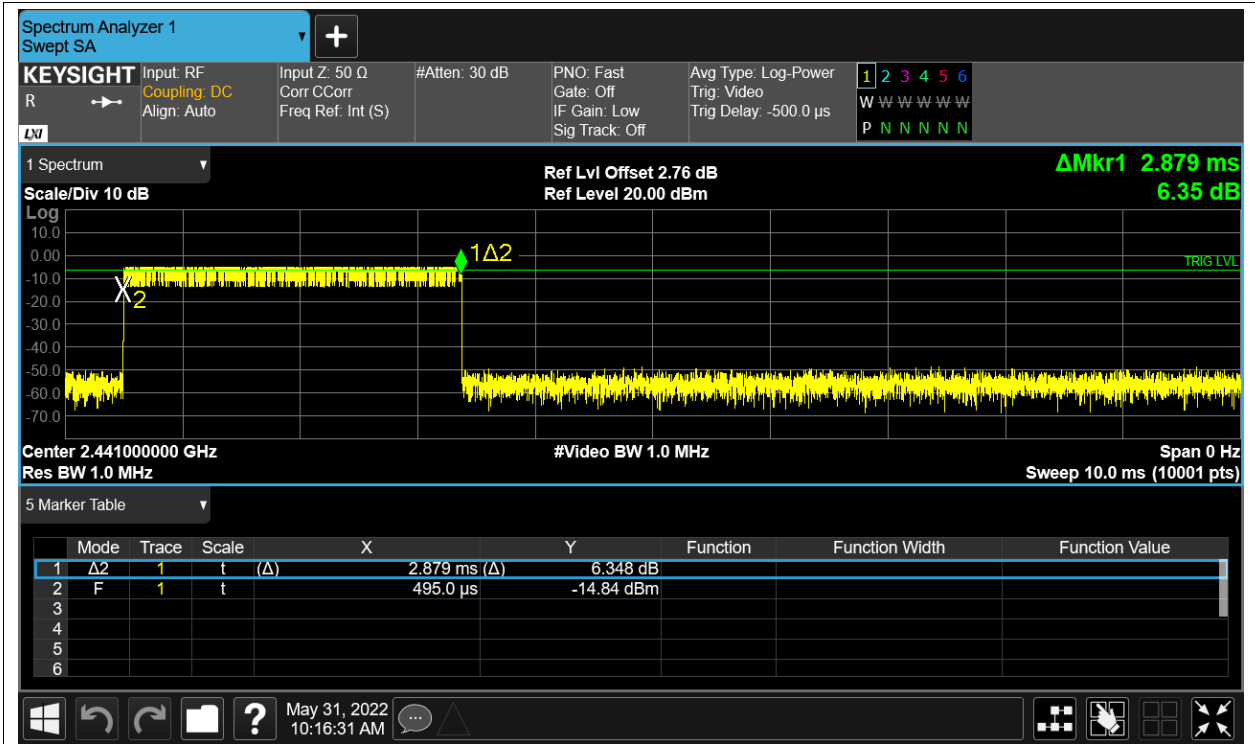 Spectrum Analyzer 1
Swept SA
KEYSIGHT Input: RF Input Z: 50 Ω #Atten: 30 dB PNO: Fast Avg Type: Log-Power 1 2 3 4 5 6
R Coupling: DC Corr CCorr Gate: Off Trig: Video W W W W W W
Align: Auto Freq Ref: Int (S) IF Gain: Low Trig Delay: -500.0 µs
LXI Sig Track: Off P N N N N N
1 Spectrum Ref Lvl Offset 2.76 dB ΔMkr1 2.879 ms
Scale/Div 10 dB Ref Level 20.00 dBm 6.35 dB
Log
10.0
0.00 1Δ2 TRIG LVL
-10.0
-20.0 X2
-30.0
-40.0
-50.0
-60.0
-70.0
Center 2.441000000 GHz #Video BW 1.0 MHz Span 0 Hz
Res BW 1.0 MHz Sweep 10.0 ms (10001 pts)
5 Marker Table
Mode Trace Scale X Y Function Function Width Function Value
1 Δ2 1 t (Δ) 2.879 ms (Δ) 6.348 dB
2 F 1 t 495.0 µs -14.84 dBm
3
4
5
6
? May 31, 2022
10:16:31 AM